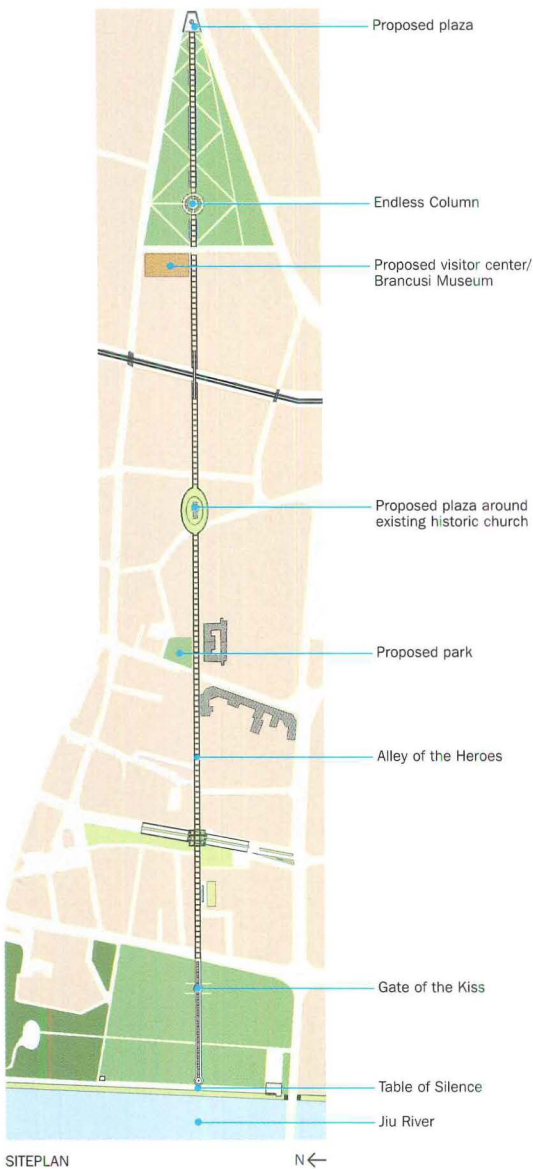 Proposed plaza
Endless Column
Proposed visitor center/
Brancusi Museum
Proposed plaza around
existing historic church
Proposed park
Alley of the Heroes
Gate of the Kiss
Table of Silence
Jiu River
SITEPLAN
N←